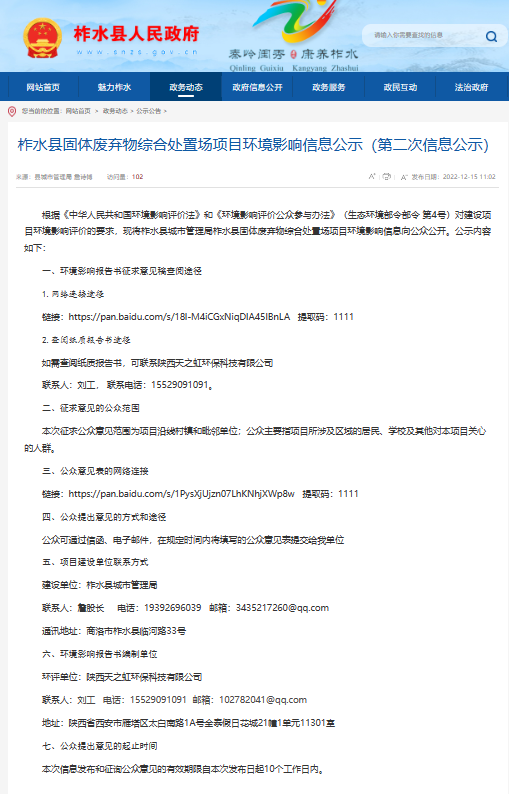 柞水县人民政府
www.snzs.gov.cn
秦岭闺秀 康养柞水
Qinling Guixiu Kangyang Zhashui
请输入你需要查找的信息
网站首页 魅力柞水 政务动态 政府信息公开 政务服务 政民互动 法治政府
您当前的位置：网站首页 > 政务动态 > 公示公告 >
柞水县固体废弃物综合处置场项目环境影响信息公示（第二次信息公示）
来源：县城市管理局 詹诗博 访问量：102 发布日期：2022-12-15 11:02
根据《中华人民共和国环境影响评价法》和《环境影响评价公众参与办法》（生态环境部令部令 第4号）对建设项
目环境影响评价的要求，现将柞水县城市管理局柞水县固体废弃物综合处置场项目环境影响信息向公众公开。公示内容
如下：
一、环境影响报告书征求意见稿查阅途径
1. 网络连接途径
链接：https://pan.baidu.com/s/18l-M4iCGxNiqDIA45IBnLA 提取码：1111
2. 查阅纸质报告书途径
如需查阅纸质报告书，可联系陕西天之虹环保科技有限公司
联系人：刘工、 联系电话：15529091091。
二、征求意见的公众范围
本次征求公众意见范围为项目沿线村镇和毗邻单位；公众主要指项目所涉及区域的居民、学校及其他对本项目关心
的人群。
三、公众意见表的网络连接
链接：https://pan.baidu.com/s/1PysXjUjzn07LhKNhjXWp8w 提取码：1111
四、公众提出意见的方式和途径
公众可通过信函、电子邮件，在规定时间内将填写的公众意见表提交给我单位
五、项目建设单位联系方式
建设单位：柞水县城市管理局
联系人：詹股长 电话：19392696039 邮箱：3435217260@qq.com
通讯地址：商洛市柞水县临河路33号
六、环境影响报告书编制单位
环评单位：陕西天之虹环保科技有限公司
联系人：刘工 电话：15529091091 邮箱：102782041@qq.com
地址：陕西省西安市雁塔区太白南路1A号全泰假日花城21幢1单元11301室
七、公众提出意见的起止时间
本次信息发布和征询公众意见的有效期限自本次发布日起10个工作日内。